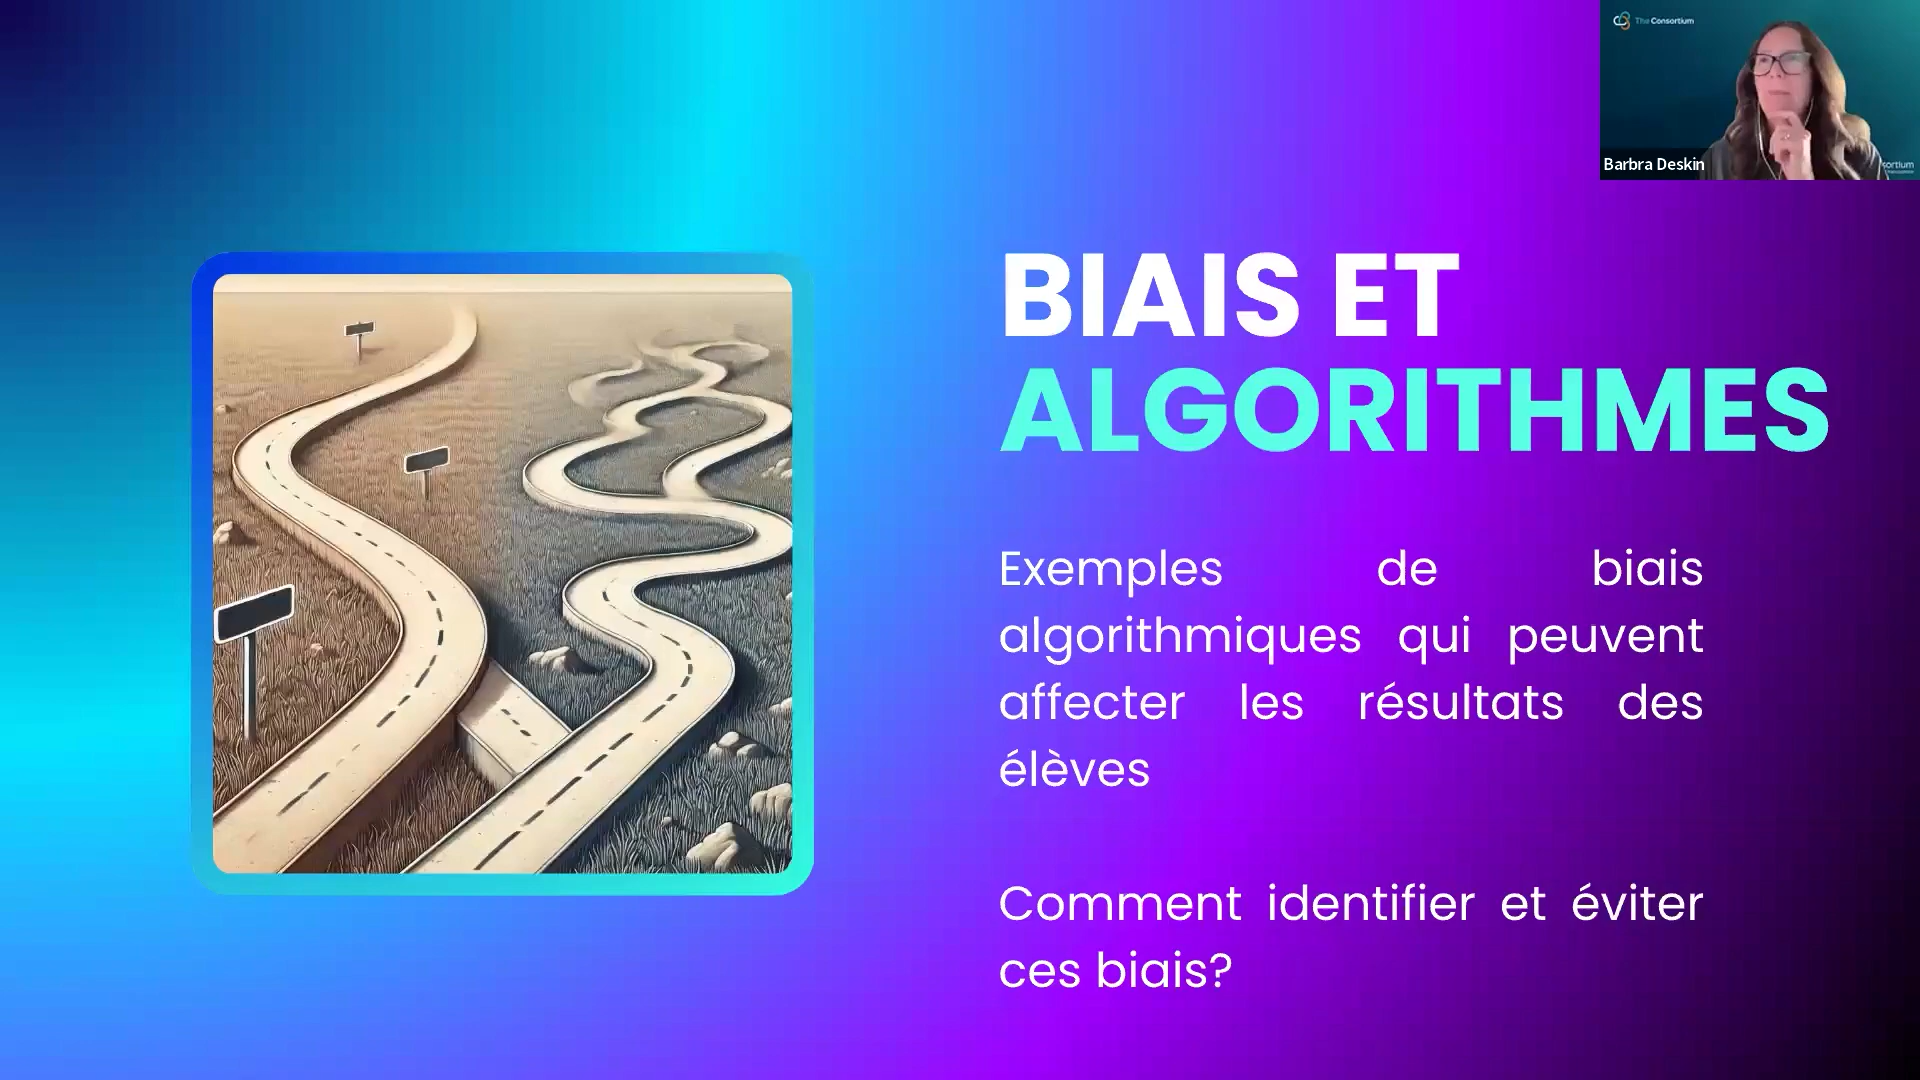 The Consortium
Barbra Deskin
BIAIS ET
ALGORITHMES
Exemples de biais
algorithmiques qui peuvent
affecter les résultats des
élèves
Comment identifier et éviter
ces biais?